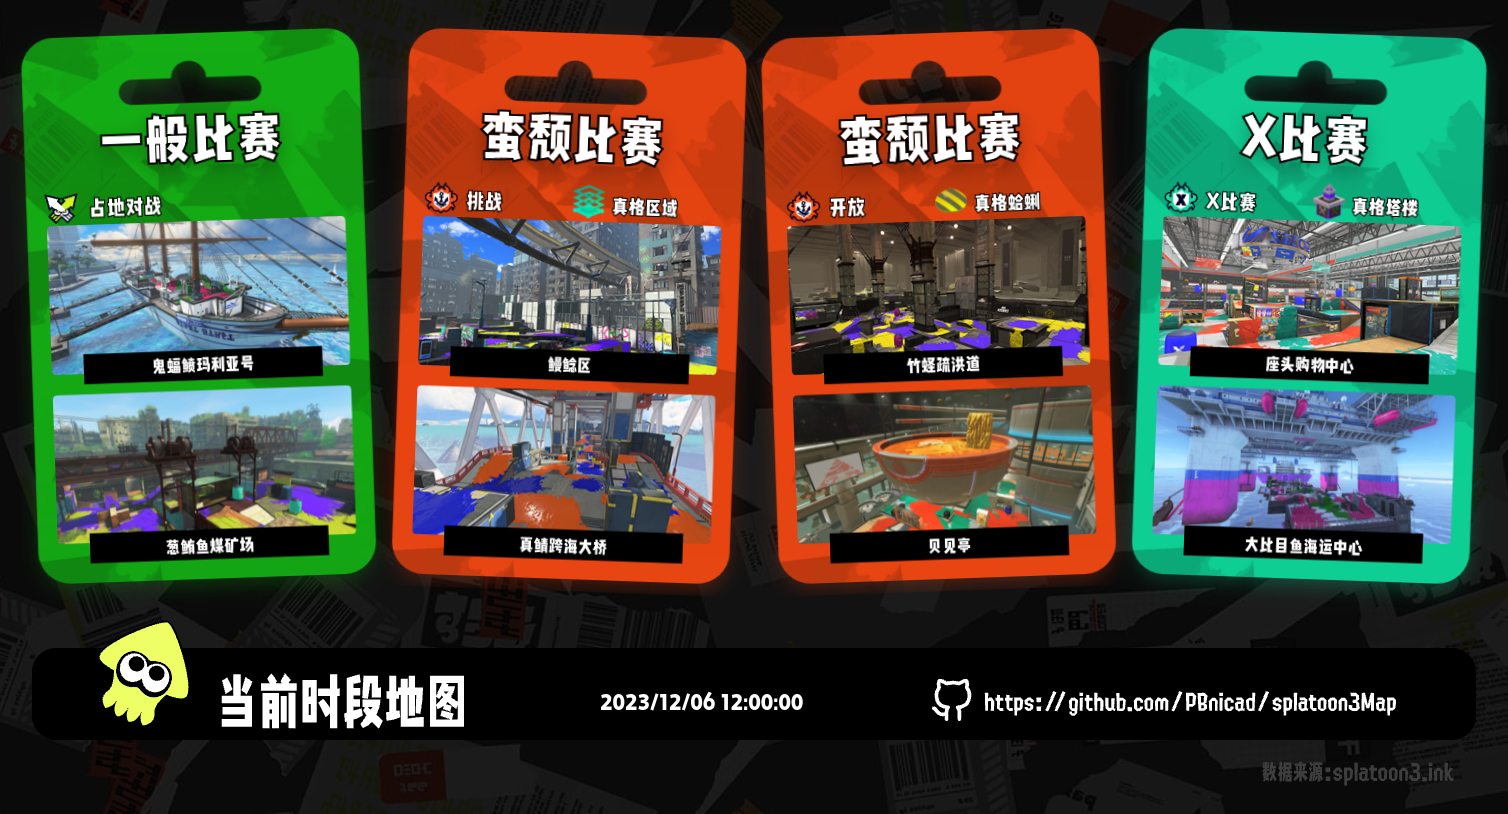 一般比赛
占地对战
鬼蝠鲼玛利亚号
葱鲔鱼煤矿场
蛮颓比赛
挑战
真格区域
鳗鲶区
真鲭跨海大桥
蛮颓比赛
开放
真格蛤蜊
竹蛏疏洪道
贝见亭
X比赛
X比赛
真格塔楼
座头购物中心
大比目鱼海运中心
当前时段地图
2023/12/06 12:00:00
https://github.com/PBnicad/splatoon3Map
数据来源:splatoon3.ink